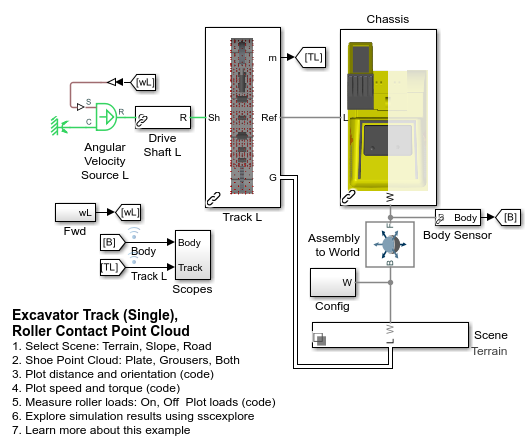 Chassis
[wL]
m
[TL]
S
R
C
R
Sh
Ref
L
G
W
Angular
Velocity
Source L
Drive
Shaft L
Track L
wL
[wL]
Fwd
[B]
Body
[TL]
Track L
Body
Track
Scopes
B
Body
[B]
Body Sensor
F
Assembly
to World
B
W
Config
L
W
Scene
Terrain
Excavator Track (Single),
Roller Contact Point Cloud
1. Select Scene: Terrain, Slope, Road
2. Shoe Point Cloud: Plate, Grousers, Both
3. Plot distance and orientation (code)
4. Plot speed and torque (code)
5. Measure roller loads: On, Off Plot loads (code)
6. Explore simulation results using sscexplore
7. Learn more about this example